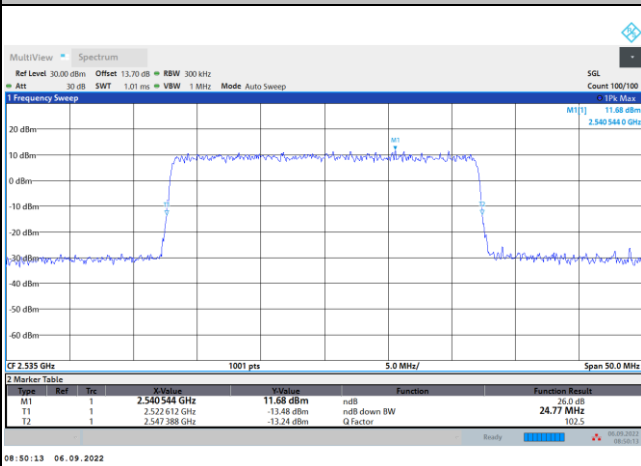 MultiView Spectrum
Ref Level 30.00 dBm Offset 13.70 dB RBW 300 kHz SGL
Att 30 dB SWT 1.01 ms VBW 1 MHz Mode Auto Sweep Count 100/100
1 Frequency Sweep 1Pk Max
M1[1] 11.68 dBm
2.540 544 0 GHz
M1
20 dBm
10 dBm
0 dBm
-10 dBm
-20 dBm
-30 dBm
-40 dBm
-50 dBm
-60 dBm
CF 2.535 GHz 1001 pts 5.0 MHz/ Span 50.0 MHz
2 Marker Table
Type Ref Trc X-Value Y-Value Function Function Result
M1 1 2.540 544 GHz 11.68 dBm ndB 26.0 dB
T1 1 2.522 612 GHz -13.48 dBm ndB down BW 24.77 MHz
T2 1 2.547 388 GHz -13.24 dBm Q Factor 102.5
Ready 06.09.2022
08:50:13
08:50:13 06.09.2022